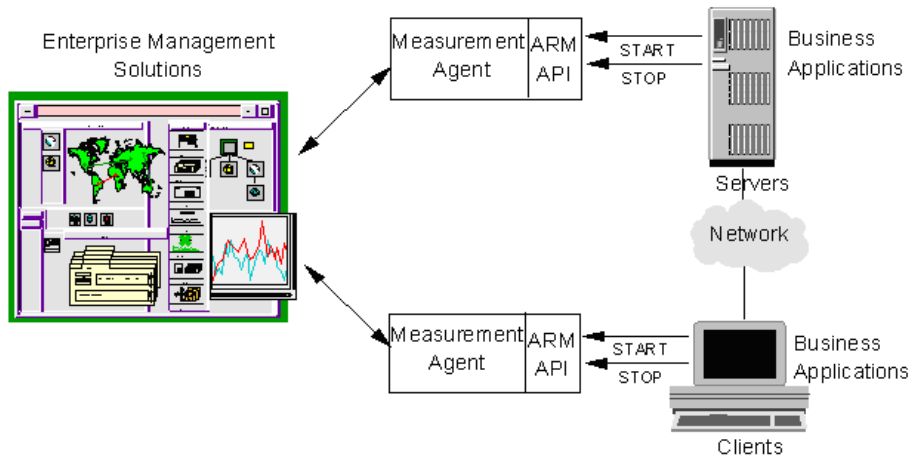 Enterprise Management
Solutions
Measurement
Agent
ARM
API
START
STOP
Business
Applications
Servers
Network
Measurement
Agent
ARM
API
START
STOP
Business
Applications
Clients